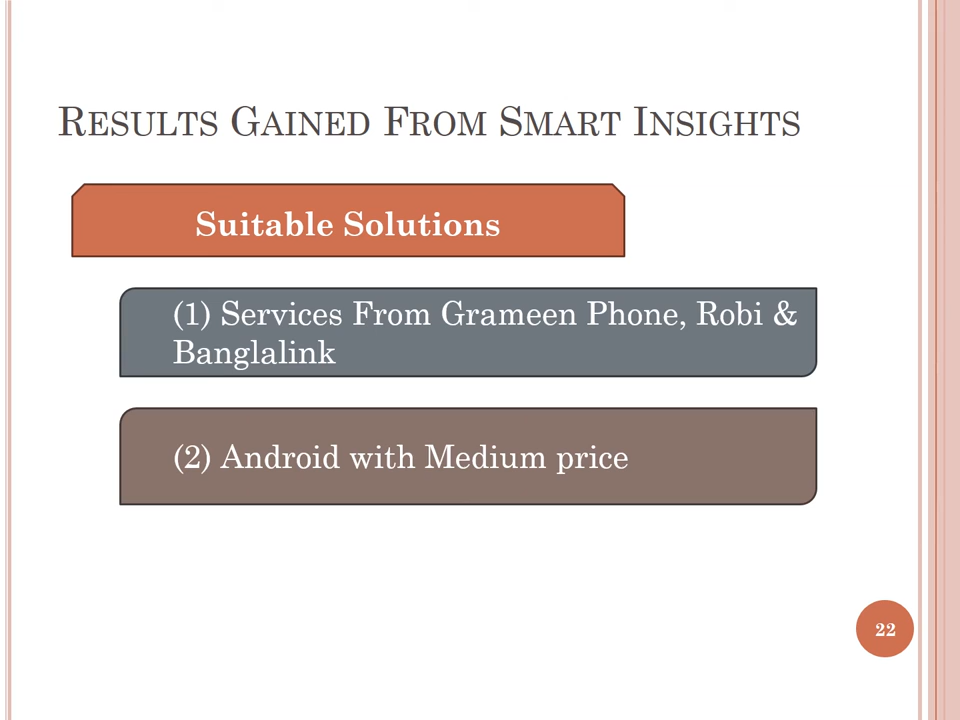 Results Gained From Smart Insights
Suitable Solutions
(1) Services From Grameen Phone, Robi &
Banglalink
(2) Android with Medium price
22